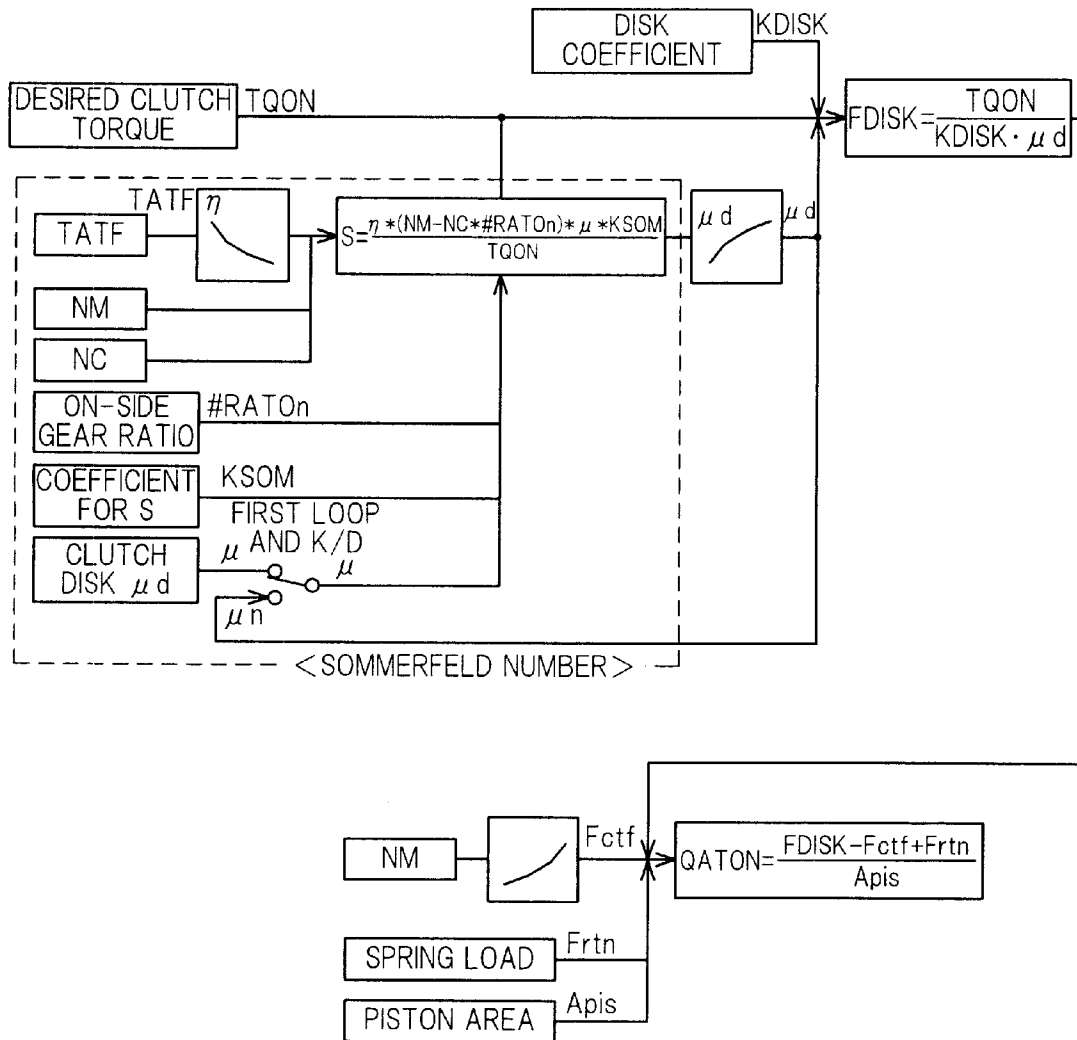 DISK
COEFFICIENT
KDISK
DESIRED CLUTCH
TORQUE
TQON
FDISK=TQON/KDISK·μd
TATF
TATF
η
S=η*(NM-NC*#RATOn)*μ*KSOM/TQON
μd
μd
NM
NC
ON-SIDE
GEAR RATIO
#RATOn
COEFFICIENT
FOR S
KSOM
FIRST LOOP
AND K/D
CLUTCH
DISK μd
μ
μ
μn
<SOMMERFELD NUMBER>
NM
Fctf
QATON=FDISK-Fctf+Frtn/Apis
SPRING LOAD
Frtn
PISTON AREA
Apis